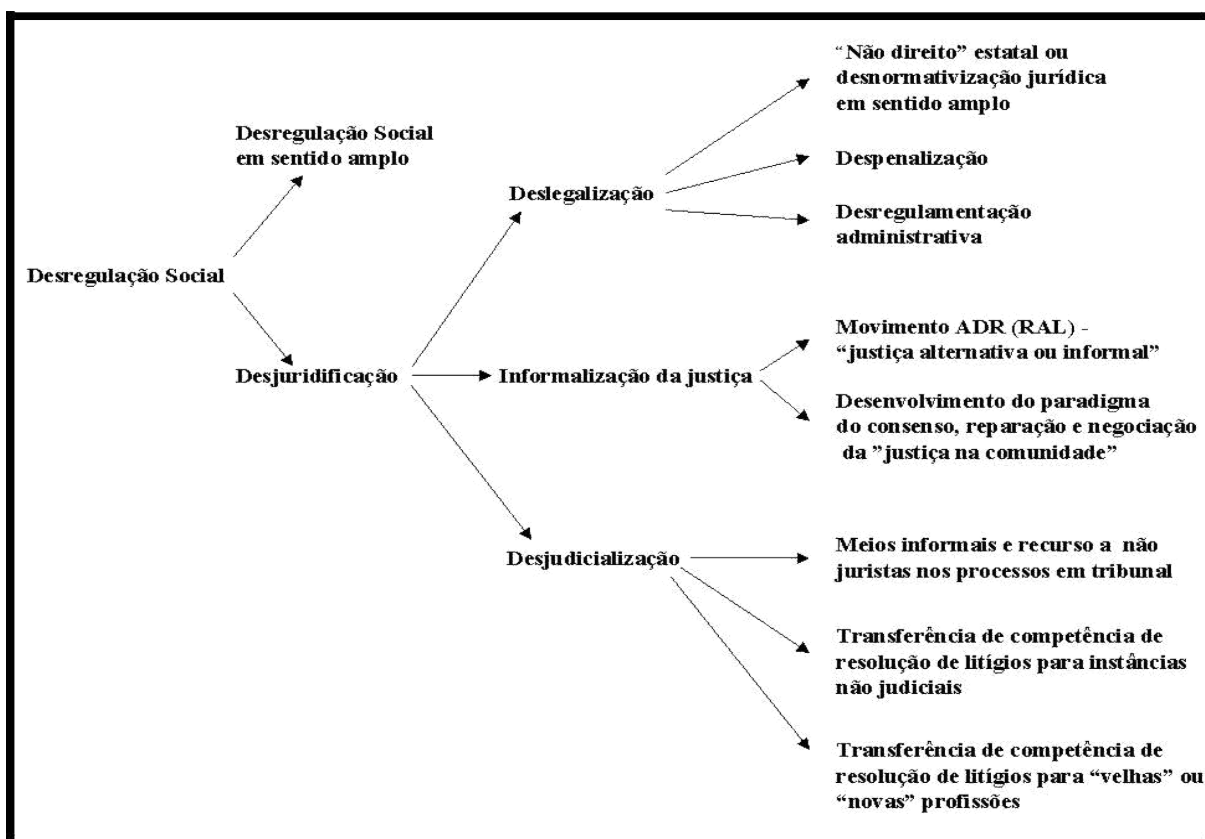 Desregulação Social
Desregulação Social
em sentido amplo
Desjuridificação
Deslegalização
“Não direito” estatal ou
desnormativização jurídica
em sentido amplo
Despenalização
Desregulamentação
administrativa
Informalização da justiça
Movimento ADR (RAL) -
“justiça alternativa ou informal”
Desenvolvimento do paradigma
do consenso, reparação e negociação
da ”justiça na comunidade”
Desjudicialização
Meios informais e recurso a não
juristas nos processos em tribunal
Transferência de competência de
resolução de litígios para instâncias
não judiciais
Transferência de competência de
resolução de litígios para “velhas” ou
“novas” profissões